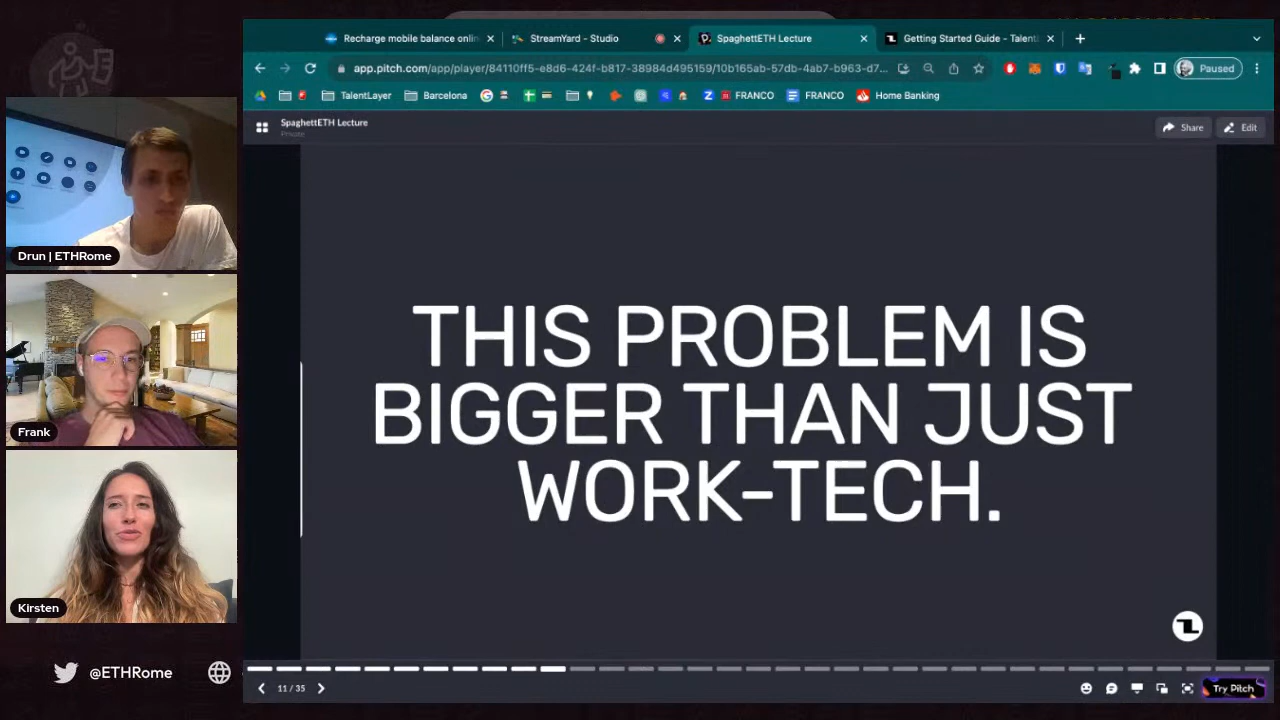 Recharge mobile balance onlin
StreamYard - Studio
SpaghettETH Lecture
Getting Started Guide - Talent
app.pitch.com/app/player/84110ff5-e8d6-424f-b817-38984d495159/10b165ab-57db-4ab7-b963-d7...
Paused
TalentLayer
Barcelona
FRANCO
FRANCO
Home Banking
SpaghettETH Lecture
Private
Share
Edit
THIS PROBLEM IS
BIGGER THAN JUST
WORK-TECH.
Drun | ETHRome
Frank
Kirsten
@ETHRome
11 / 35
Try Pitch